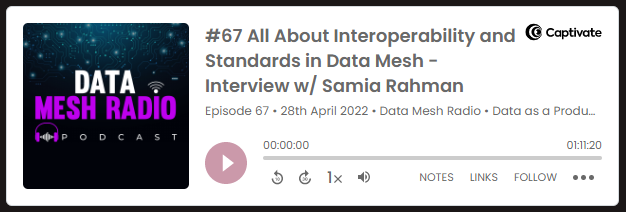 DATA
MESH RADIO
PODCAST
#67 All About Interoperability and
Standards in Data Mesh -
Interview w/ Samia Rahman
Captivate
Episode 67 • 28th April 2022 • Data Mesh Radio • Data as a Produ...
00:00:00
01:11:20
1x
NOTES LINKS FOLLOW